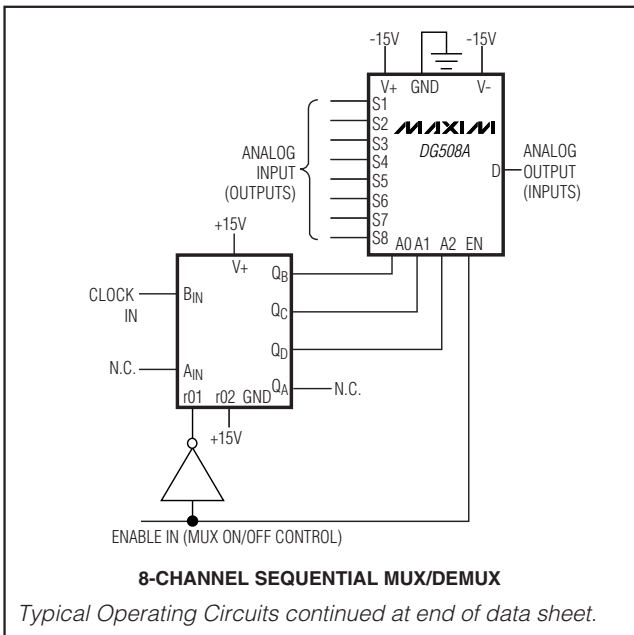 -15V
-15V
V+ GND V-
S1
S2
S3
S4
S5
S6
S7
S8
MAXIM
DG508A
D
ANALOG
INPUT
(OUTPUTS)
ANALOG
OUTPUT
(INPUTS)
A0 A1 A2 EN
+15V
V+
QB
QC
QD
QA
N.C.
CLOCK
IN
BIN
N.C.
AIN
r01 r02 GND
+15V
ENABLE IN (MUX ON/OFF CONTROL)
8-CHANNEL SEQUENTIAL MUX/DEMUX
Typical Operating Circuits continued at end of data sheet.